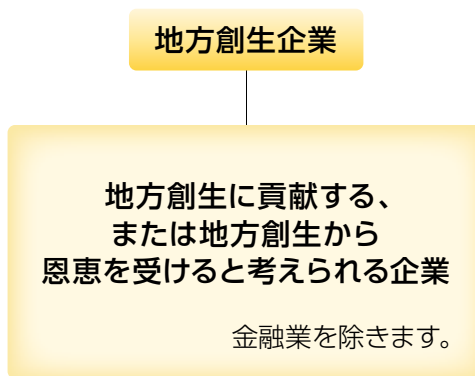 地方創生企業
地方創生に貢献する、
または地方創生から
恩恵を受けると考えられる企業
金融業を除きます。